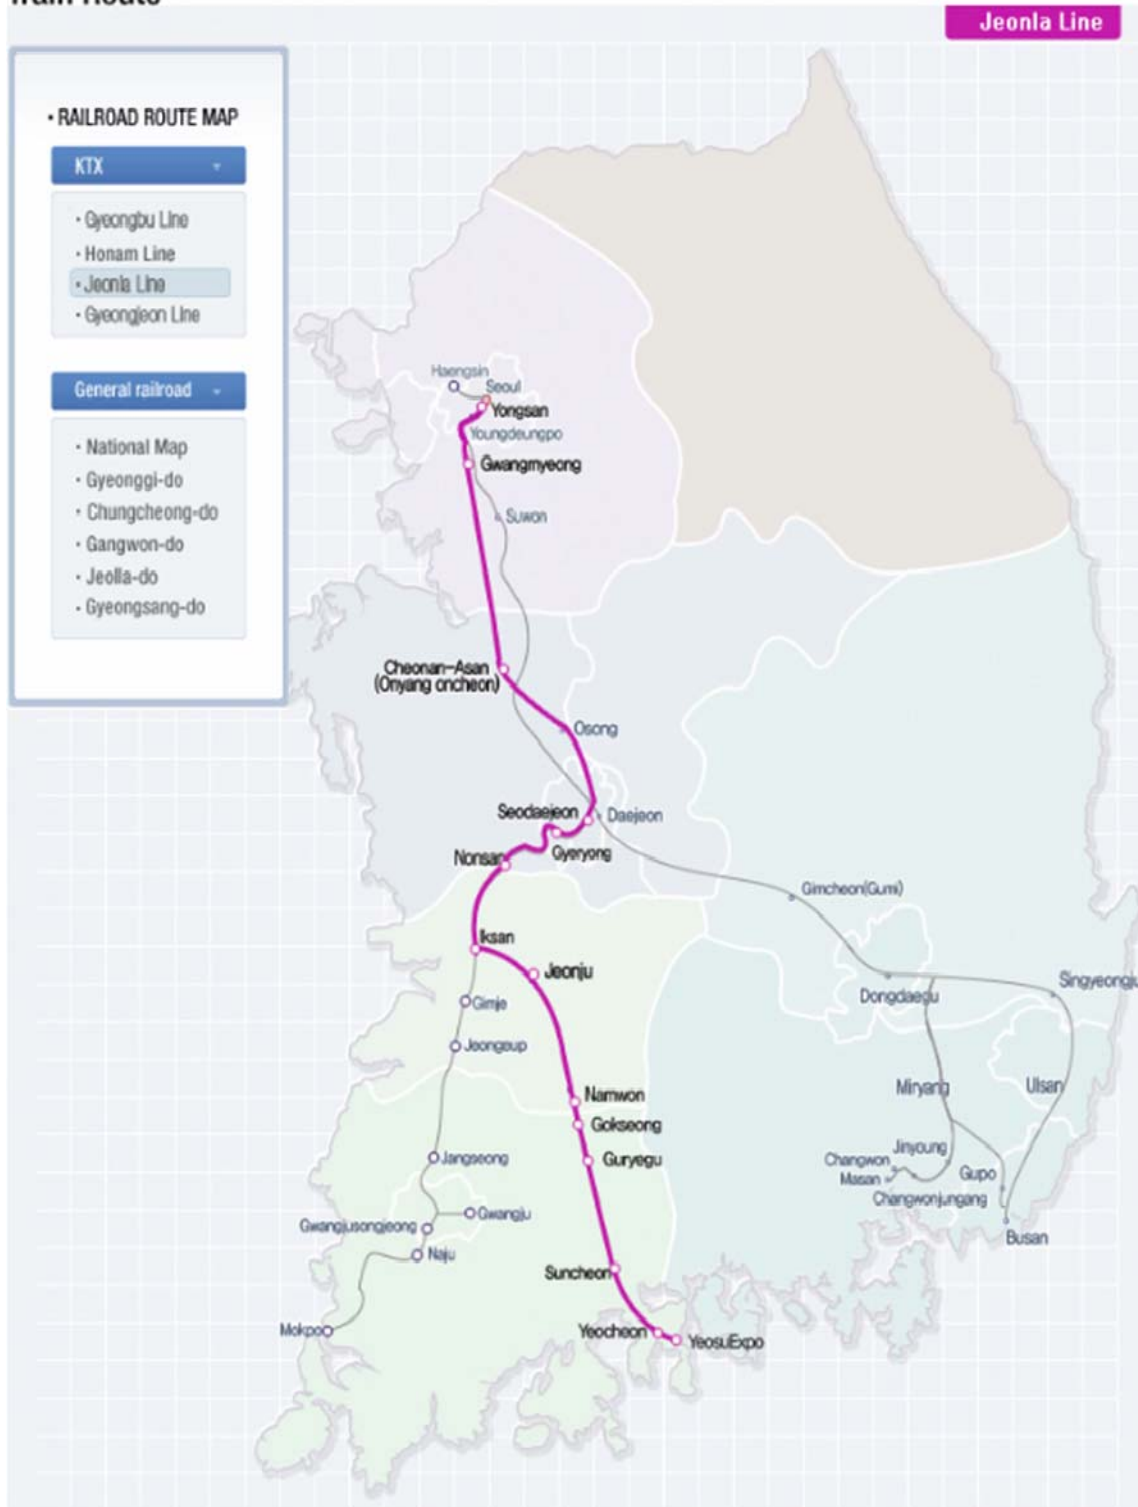 Train Route
Jeonla Line
• RAILROAD ROUTE MAP
KTX
• Gyeongbu Line
• Honam Line
• Jeonla Line
• Gyeongjeon Line
General railroad
• National Map
• Gyeonggi-do
• Chungcheong-do
• Gangwon-do
• Jeolla-do
• Gyeongsang-do
Haengsin
Seoul
Yongsan
Youngdeungpo
Gwangmyeong
Suwon
Cheonan-Asan
(Onyang oncheon)
Osong
Seodaejeon
Daejeon
Nonsan
Gyeryong
Gimcheon(Gumi)
Iksan
Jeonju
Dongdaegu
Singyeongju
Gimje
Jeongeup
Miryang
Ulsan
Namwon
Gokseong
Guryegu
Jangseong
Jinyoung
Changwon
Masan
Gupo
Changwonjungang
Gwangju
Gwangjusongjeong
Busan
Naju
Suncheon
Mokpo
Yeocheon
YeosuExpo